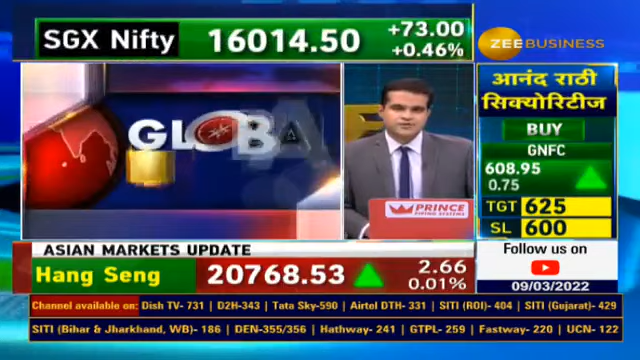 SGX Nifty 16014.50 +73.00 +0.46%
ZEE BUSINESS
GLOBA
आनंद राठी
सिक्योरिटीज
BUY
GNFC
608.95
0.75
TGT 625
SL 600
PRINCE
PIPING SYSTEMS
ASIAN MARKETS UPDATE
Hang Seng 20768.53 2.66 0.01%
Follow us on
09/03/2022
Channel available on: Dish TV- 731 | D2H-343 | Tata Sky-590 | Airtel DTH- 331 | SITI (ROI)- 404 | SITI (Gujarat)- 429
SITI (Bihar & Jharkhand, WB)- 186 | DEN-355/356 | Hathway- 241 | GTPL- 259 | Fastway- 220 | UCN- 122